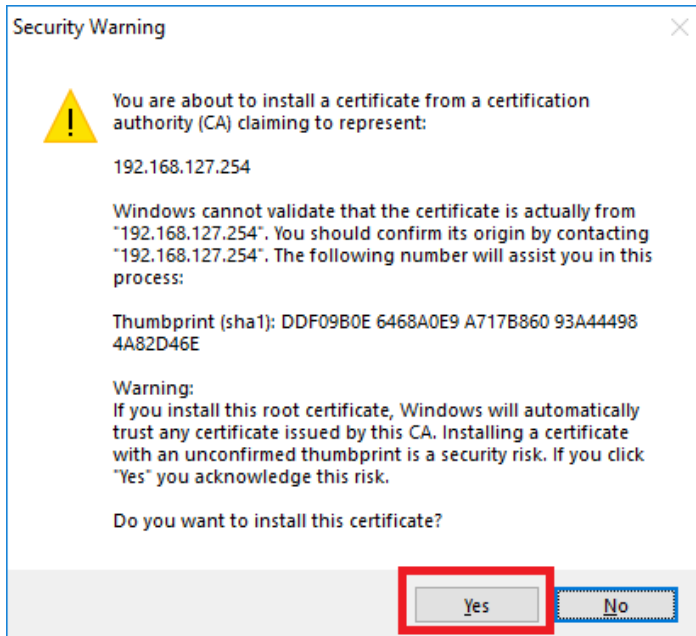 Security Warning
You are about to install a certificate from a certification
authority (CA) claiming to represent:
192.168.127.254
Windows cannot validate that the certificate is actually from
"192.168.127.254". You should confirm its origin by contacting
"192.168.127.254". The following number will assist you in this
process:
Thumbprint (sha1): DDF09B0E 6468A0E9 A717B860 93A44498
4A82D46E
Warning:
If you install this root certificate, Windows will automatically
trust any certificate issued by this CA. Installing a certificate
with an unconfirmed thumbprint is a security risk. If you click
"Yes" you acknowledge this risk.
Do you want to install this certificate?
Yes
No